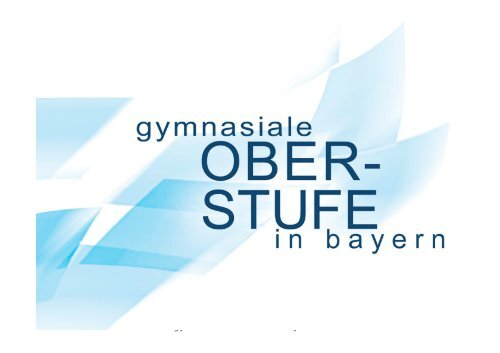 gymnasiale
OBER-
STUFE
in bayern